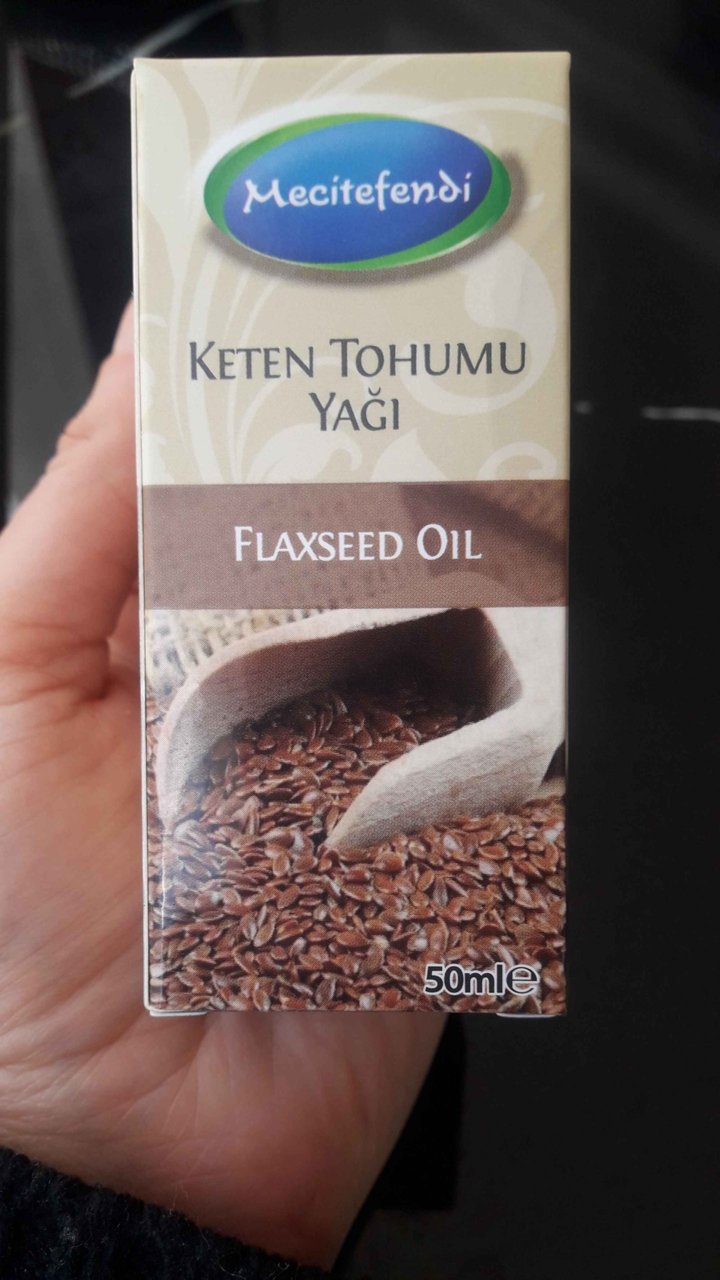 Mecitefendi
KETEN TOHUMU
YAĞI
FLAXSEED OIL
50ml℮